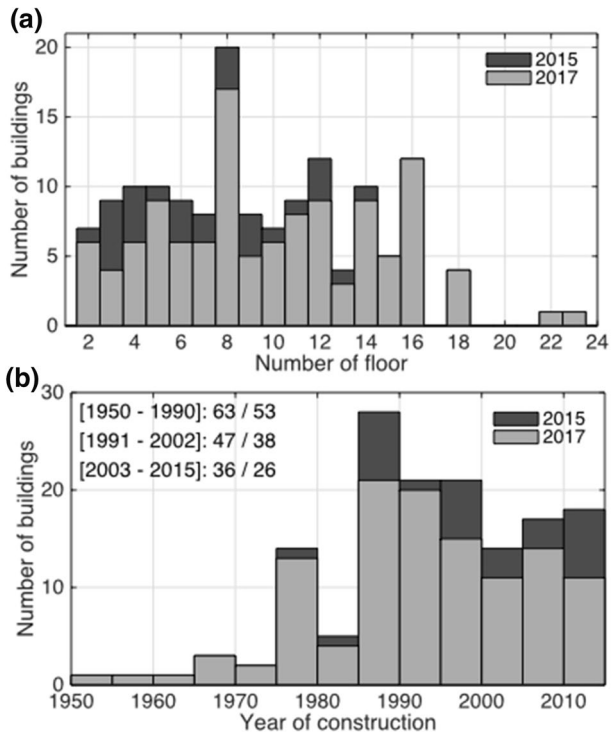 (a)
20
15
10
5
0
Number of buildings
2015
2017
2 4 6 8 10 12 14 16 18 20 22 24
Number of floor
(b)
30
20
10
0
Number of buildings
[1950 - 1990]: 63 / 53
[1991 - 2002]: 47 / 38
[2003 - 2015]: 36 / 26
2015
2017
1950 1960 1970 1980 1990 2000 2010
Year of construction